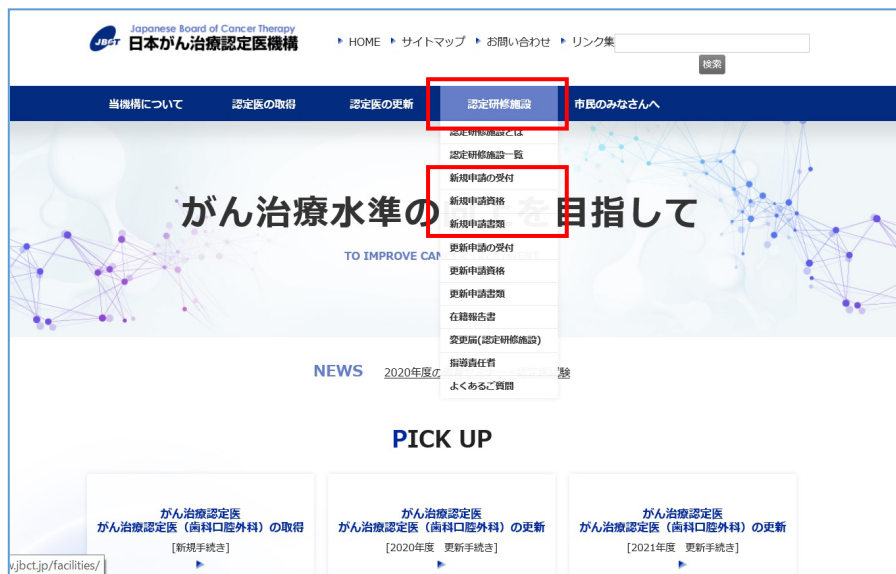 Japanese Board of Cancer Therapy
JBCT 日本がん治療認定医機構
HOME サイトマップ お問い合わせ リンク集
検索
当機構について 認定医の取得 認定医の更新 認定研修施設 市民のみなさんへ
認定研修施設とは
認定研修施設一覧
新規申請の受付
新規申請資格
新規申請書類
更新申請の受付
更新申請資格
更新申請書類
在籍報告書
変更届(認定研修施設)
指導責任者
よくあるご質問
がん治療水準の を目指して
TO IMPROVE CAN
NEWS 2020年度の
PICK UP
がん治療認定医
がん治療認定医（歯科口腔外科）の取得
[新規手続き]
がん治療認定医
がん治療認定医（歯科口腔外科）の更新
[2020年度 更新手続き]
がん治療認定医
がん治療認定医（歯科口腔外科）の更新
[2021年度 更新手続き]
w.jbct.jp/facilities/